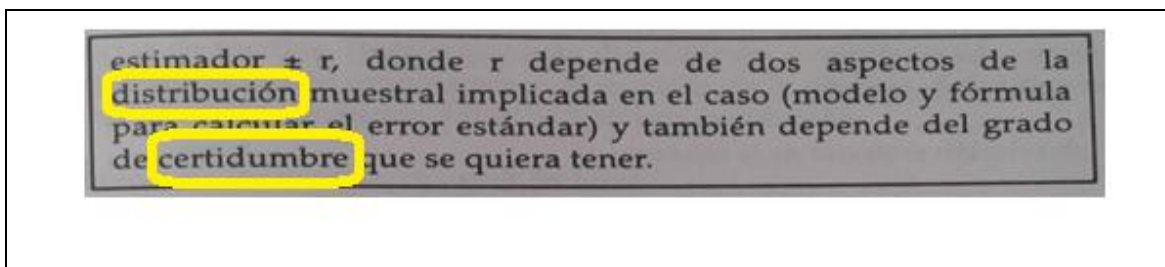 estimador ± r, donde r depende de dos aspectos de la
distribución muestral implicada en el caso (modelo y fórmula
para calcular el error estándar) y también depende del grado
de certidumbre que se quiera tener.